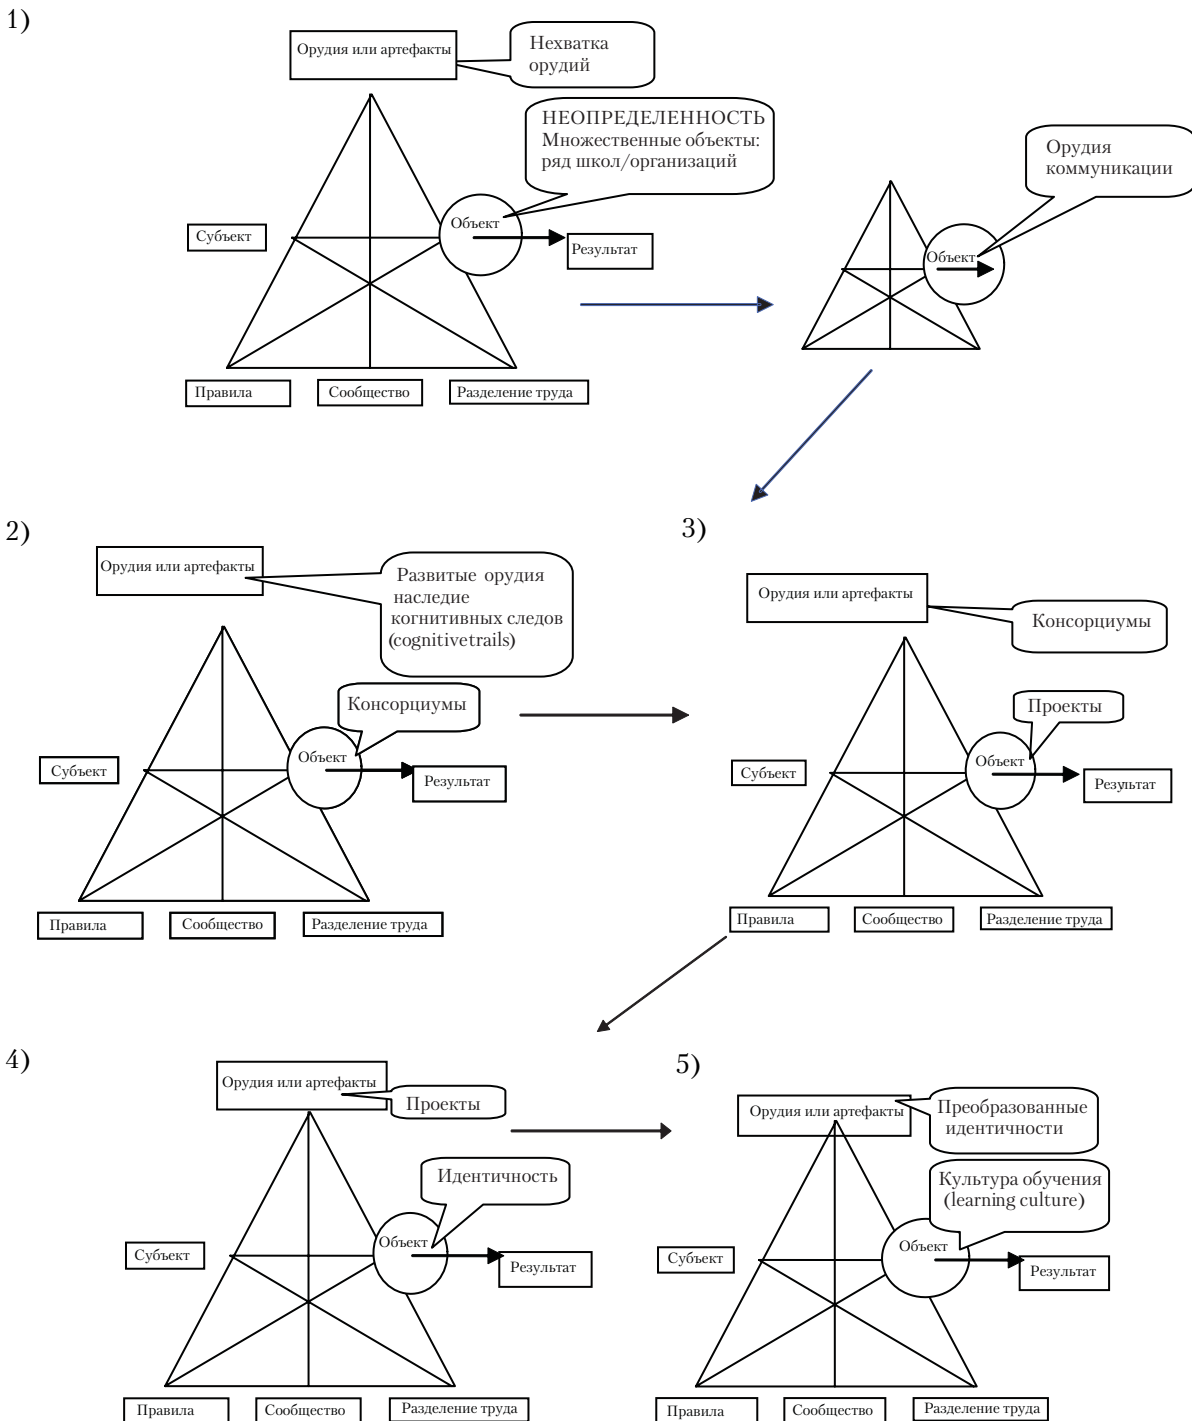 1)
Орудия или артефакты
Нехватка
орудий
НЕОПРЕДЕЛЕННОСТЬ
Множественные объекты:
ряд школ/организаций
Орудия
коммуникации
Субъект
Объект
Результат
Объект
Правила
Сообщество
Разделение труда
2)
Орудия или артефакты
Развитые орудия
наследие
когнитивных следов
(cognitivetrails)
Консорциумы
Субъект
Объект
Результат
Правила
Сообщество
Разделение труда
3)
Орудия или артефакты
Консорциумы
Проекты
Субъект
Объект
Результат
Правила
Сообщество
Разделение труда
4)
Орудия или артефакты
Проекты
Идентичность
Субъект
Объект
Результат
Правила
Сообщество
Разделение труда
5)
Орудия или артефакты
Преобразованные
идентичности
Культура обучения
(learning culture)
Субъект
Объект
Результат
Правила
Сообщество
Разделение труда